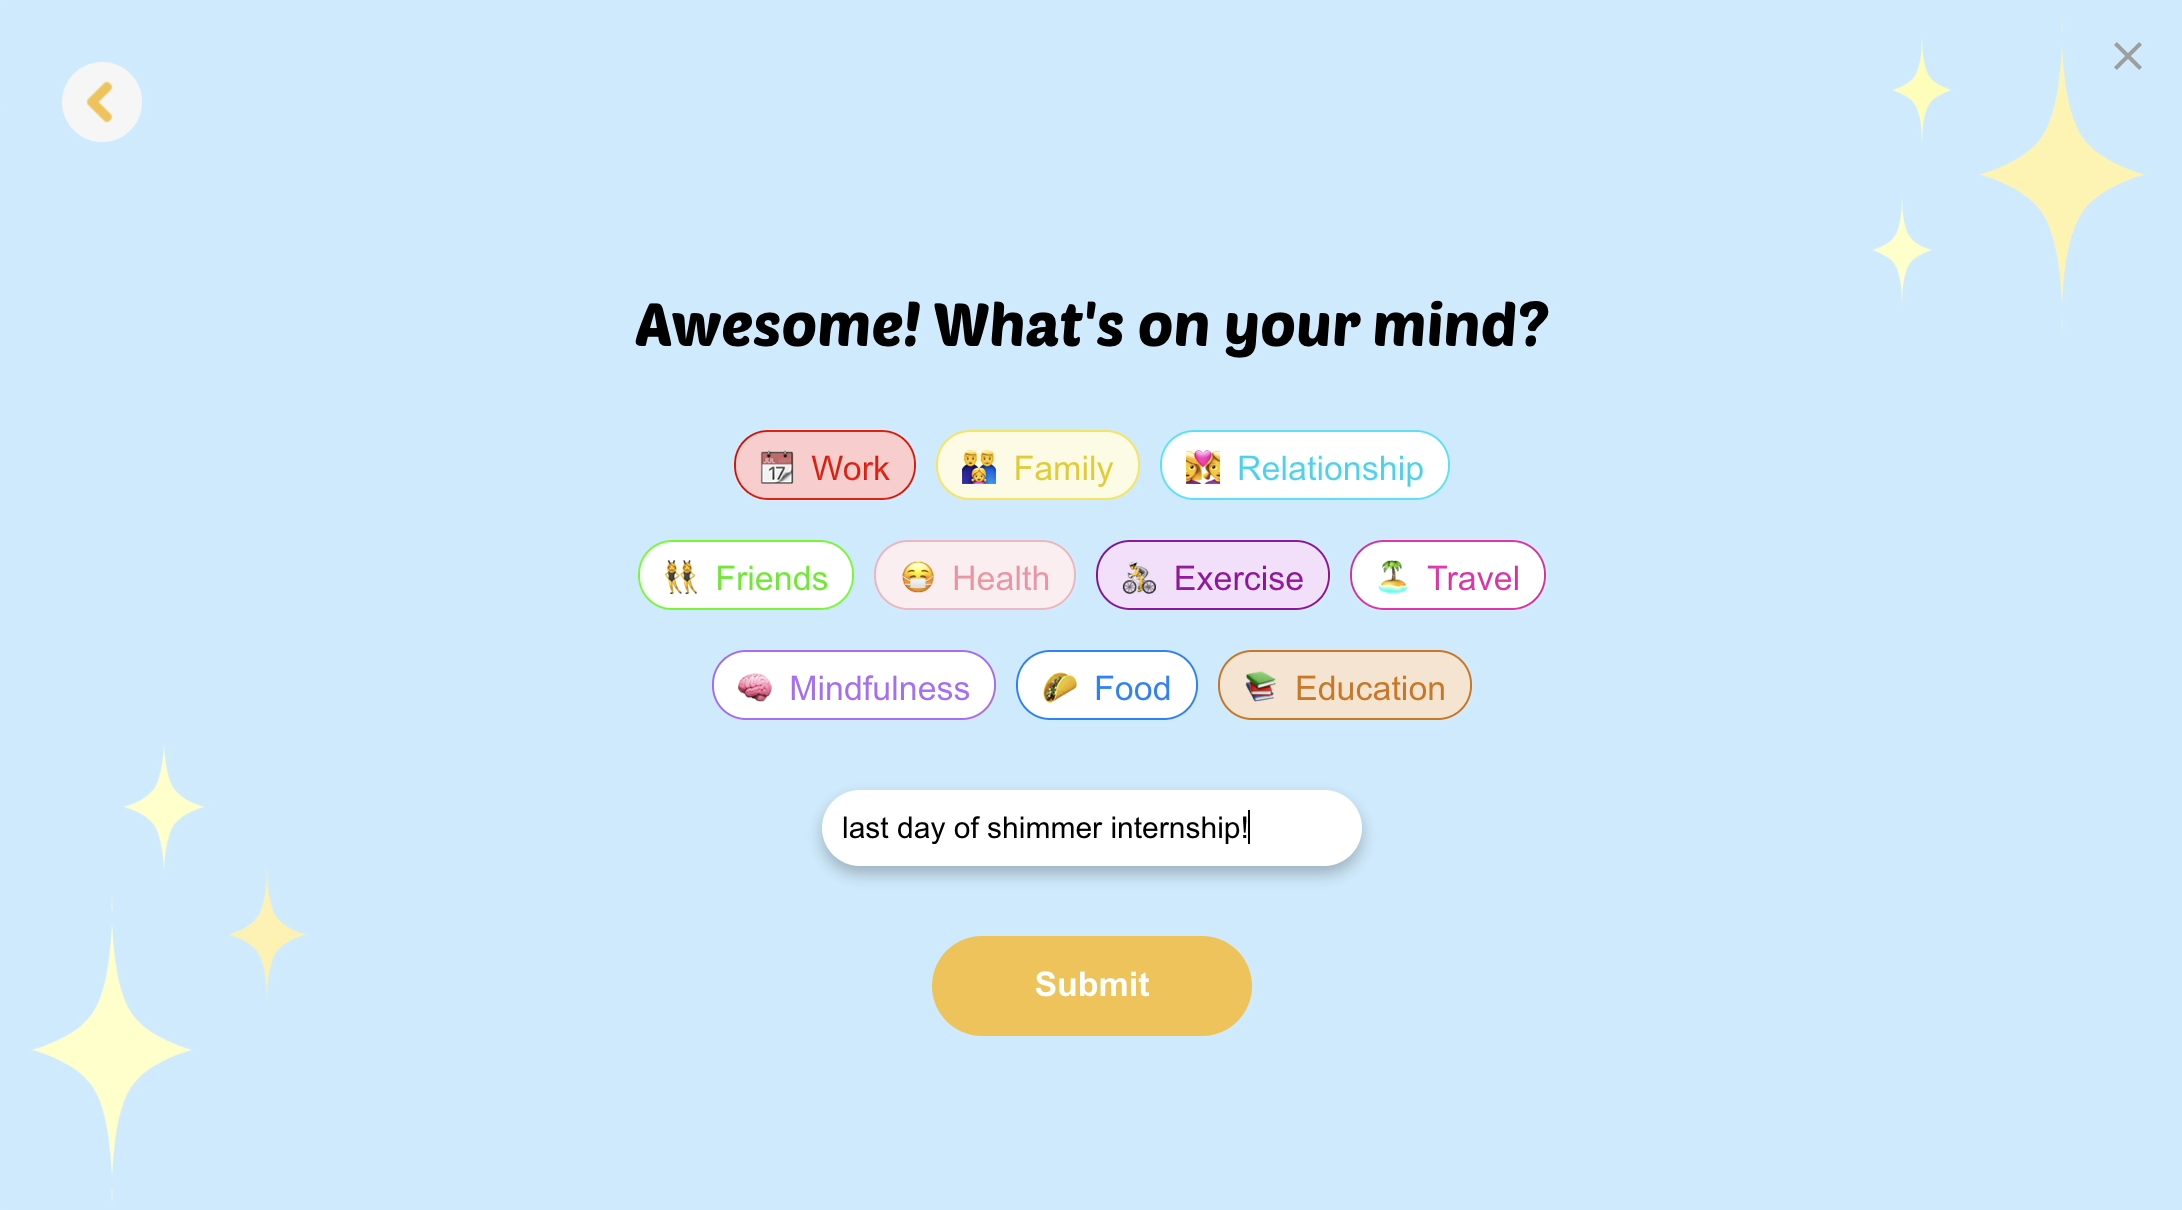 Awesome! What's on your mind?
17 Work Family Relationship
Friends Health Exercise Travel
Mindfulness Food Education
last day of shimmer internship!
Submit